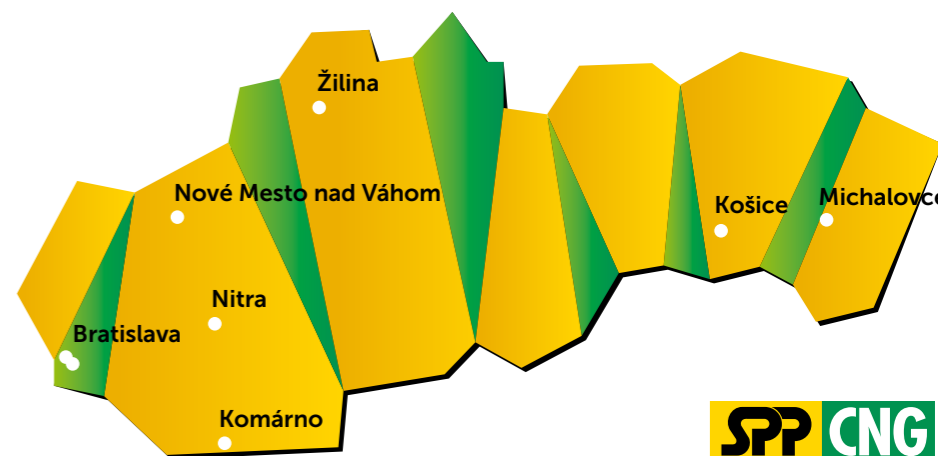 Žilina
Nové Mesto nad Váhom
Košice
Michalovce
Nitra
Bratislava
Komárno
SPP CNG